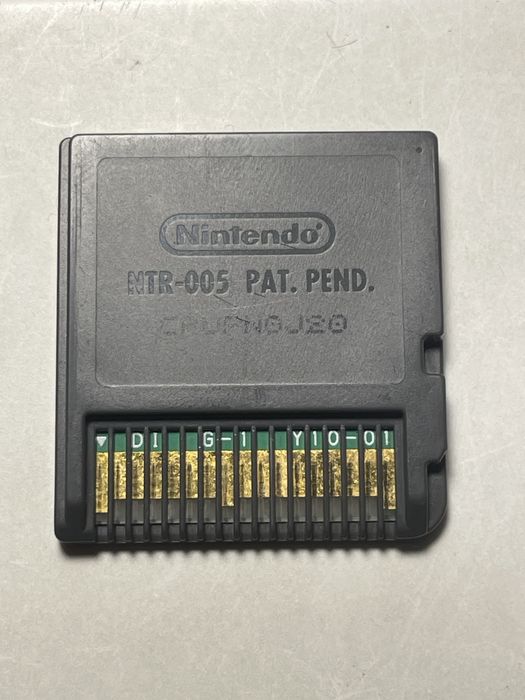 Nintendo
NTR-005 PAT. PEND.
DI G-1 Y10-01